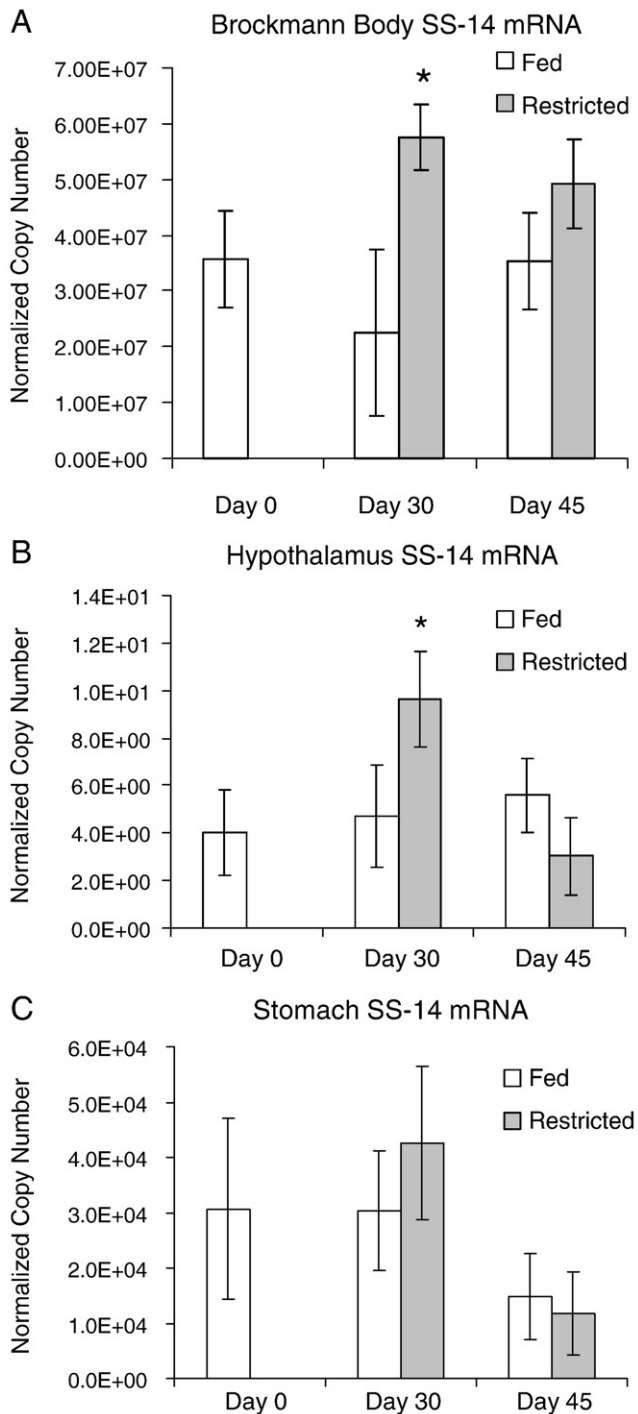 A
Brockmann Body SS-14 mRNA
Normalized Copy Number
7.00E+07
6.00E+07
5.00E+07
4.00E+07
3.00E+07
2.00E+07
1.00E+07
0.00E+00
*
Fed
Restricted
Day 0 Day 30 Day 45
B
Hypothalamus SS-14 mRNA
Normalized Copy Number
1.4E+01
1.2E+01
1.0E+01
8.0E+00
6.0E+00
4.0E+00
2.0E+00
0.0E+00
*
Fed
Restricted
Day 0 Day 30 Day 45
C
Stomach SS-14 mRNA
Normalized Copy Number
6.0E+04
5.0E+04
4.0E+04
3.0E+04
2.0E+04
1.0E+04
0.0E+00
Fed
Restricted
Day 0 Day 30 Day 45